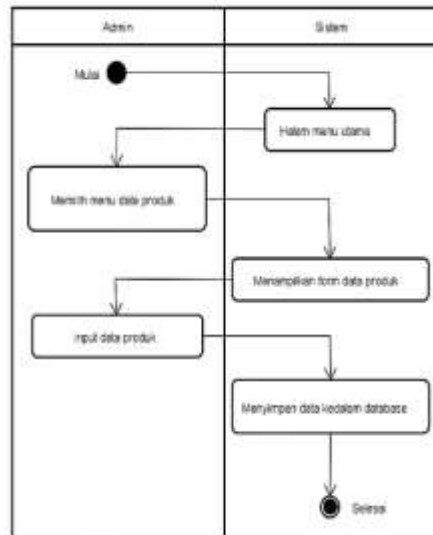 Admin
Sistem
Mulai
Halam menu utama
Memilih menu data produk
Menampilkan form data produk
input data produk
Menyimpan data kedalam database
Selesai